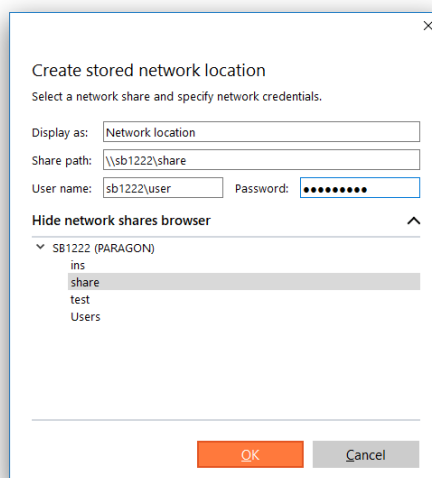 Create stored network location
Select a network share and specify network credentials.
Display as: Network location
Share path: \\sb1222\share
User name: sb1222\user Password: ●●●●●●●●●
Hide network shares browser
SB1222 (PARAGON)
ins
share
test
Users
OK Cancel